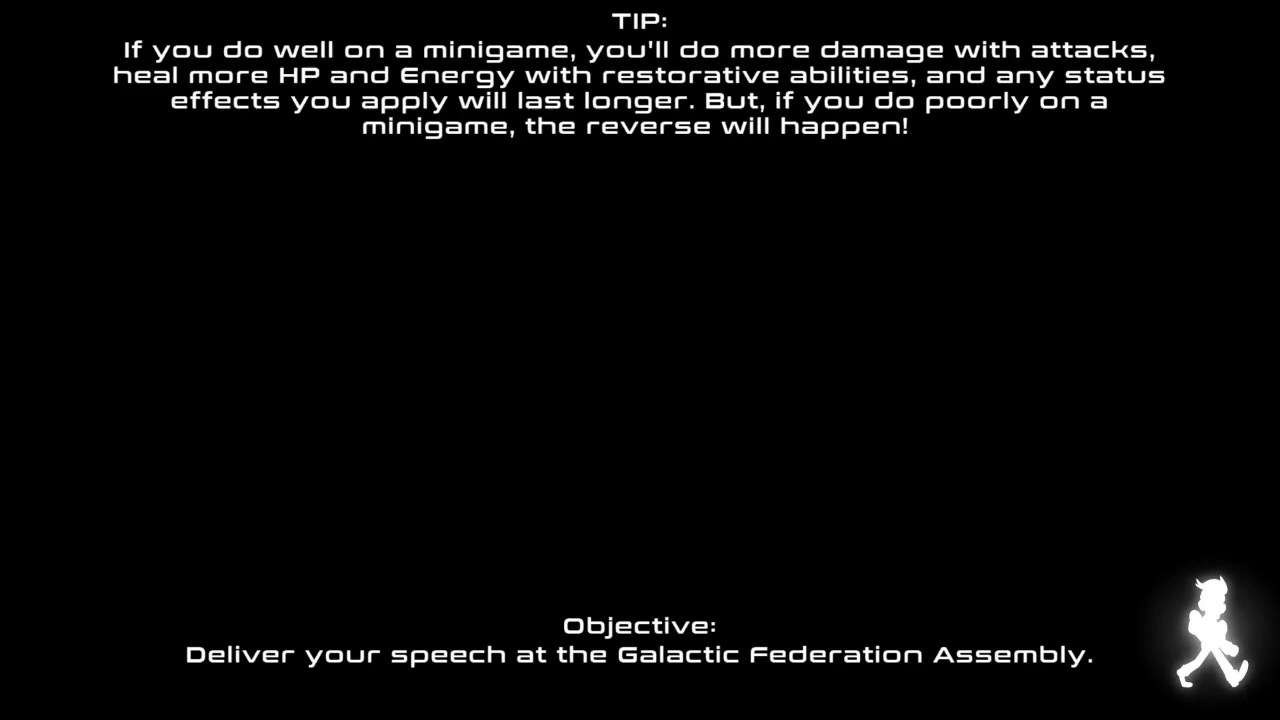 TIP:
If you do well on a minigame, you'll do more damage with attacks,
heal more HP and Energy with restorative abilities, and any status
effects you apply will last longer. But, if you do poorly on a
minigame, the reverse will happen!
Objective:
Deliver your speech at the Galactic Federation Assembly.